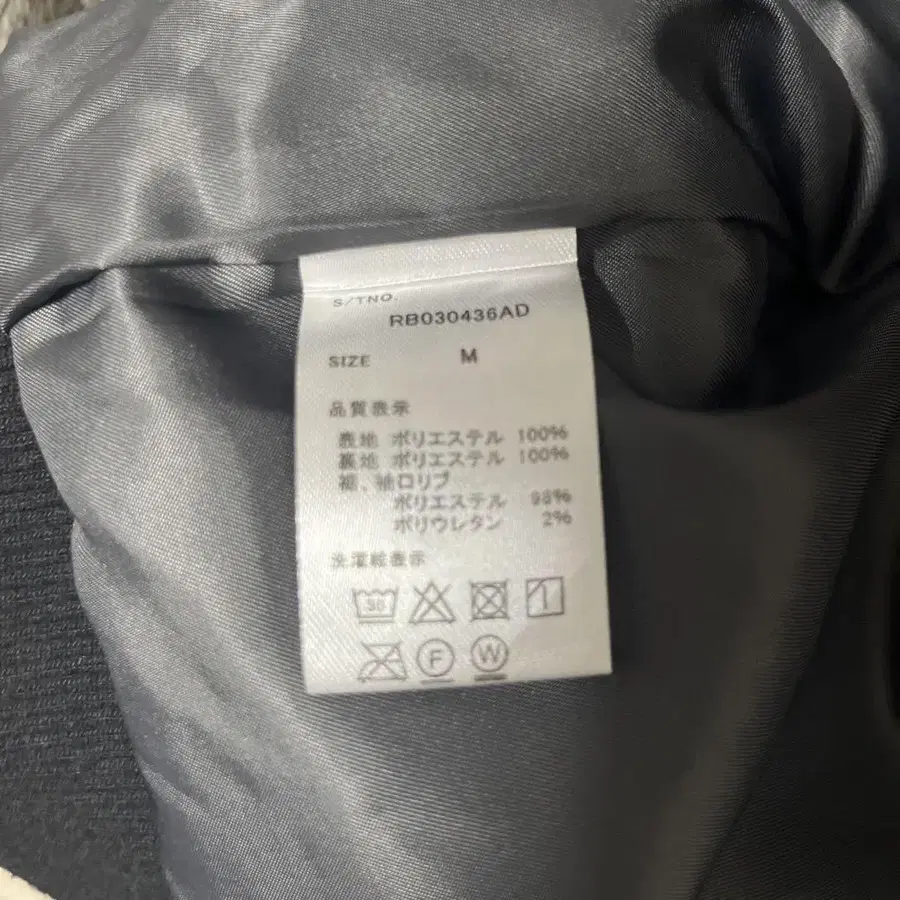 S/TNO.
RB030436AD
SIZE M
品質表示
表地 ポリエステル 100%
裏地 ポリエステル 100%
裾、袖口リブ
ポリエステル 98%
ポリウレタン 2%
洗濯絵表示
30
F W